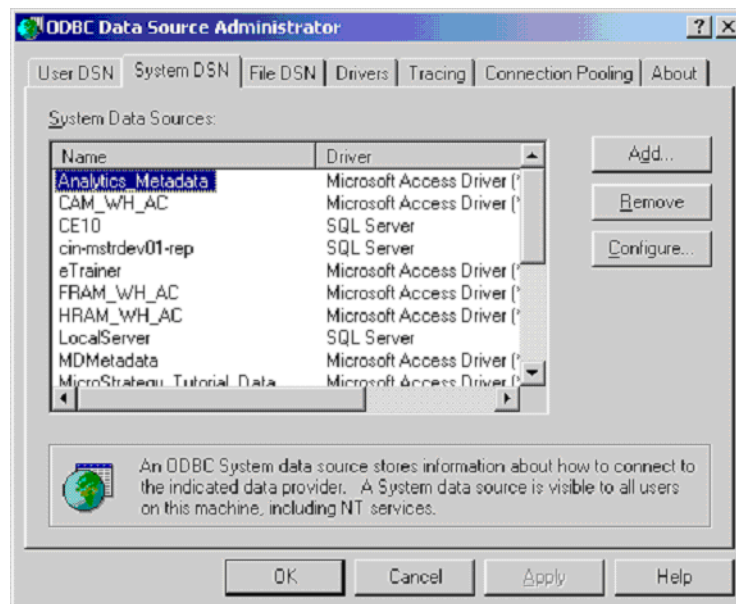 ODBC Data Source Administrator ? X
User DSN System DSN File DSN Drivers Tracing Connection Pooling About
System Data Sources:
Name Driver
Analytics_Metadata Microsoft Access Driver (*
CAM_WH_AC Microsoft Access Driver (*
CE10 SQL Server
cin-mstrdev01-rep SQL Server
eTrainer Microsoft Access Driver (*
FRAM_WH_AC Microsoft Access Driver (*
HRAM_WH_AC Microsoft Access Driver (*
LocalServer SQL Server
MDMetadata Microsoft Access Driver (*
MicroStrategy_Tutorial_Data Microsoft Access Driver (*
Add...
Remove
Configure...
An ODBC System data source stores information about how to connect to
the indicated data provider. A System data source is visible to all users
on this machine, including NT services.
OK Cancel Apply Help